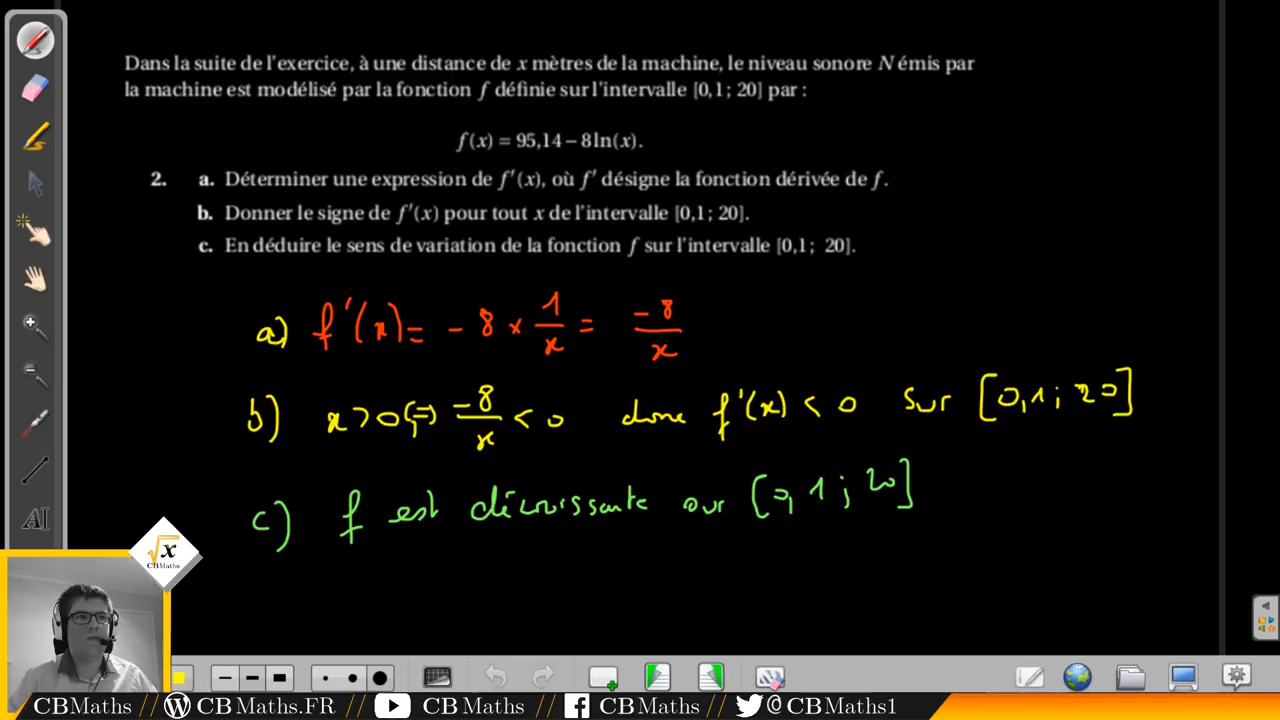 Dans la suite de l'exercice, à une distance de x mètres de la machine, le niveau sonore N émis par
la machine est modélisé par la fonction f définie sur l'intervalle [0,1 ; 20] par :
f(x) = 95,14 − 8 ln(x).
2. a. Déterminer une expression de f′(x), où f′ désigne la fonction dérivée de f.
b. Donner le signe de f′(x) pour tout x de l'intervalle [0,1 ; 20].
c. En déduire le sens de variation de la fonction f sur l'intervalle [0,1 ; 20].
a) f'(x) = -8 × 1/x = -8/x
b) x > 0 (=) -8/x < 0 donc f'(x) < 0 sur [0,1 ; 20]
c) f est décroissante sur [0,1 ; 20]
AI
√x
CBMaths
CBMaths // CBMaths.FR // CBMaths // CBMaths // @CBMaths1